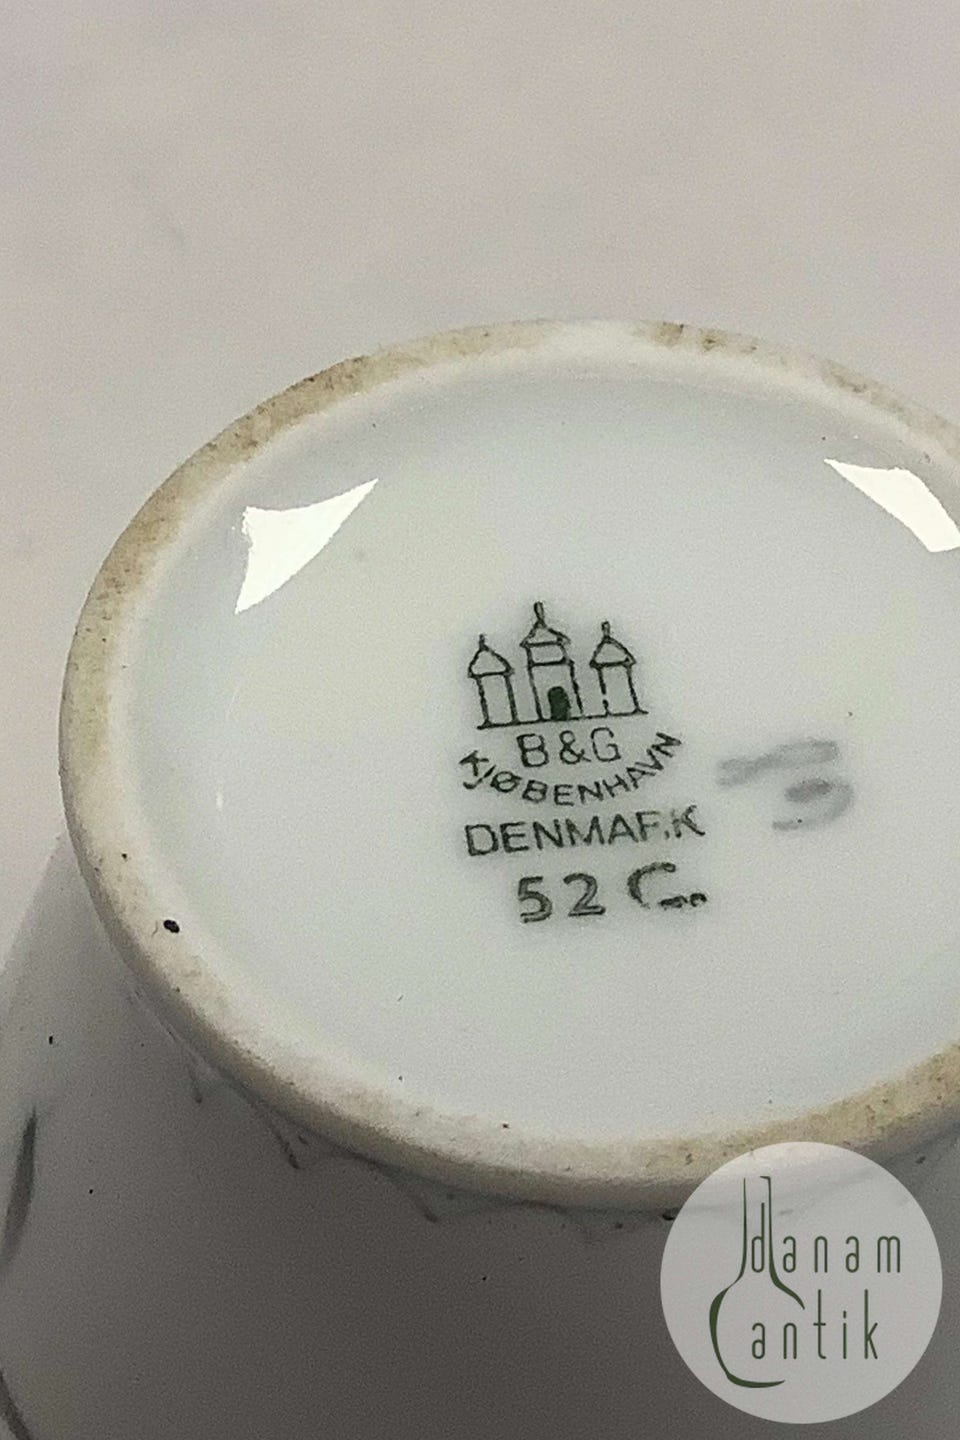 B&G
KJØBENHAVN
DENMARK
52 C.
danam
antik